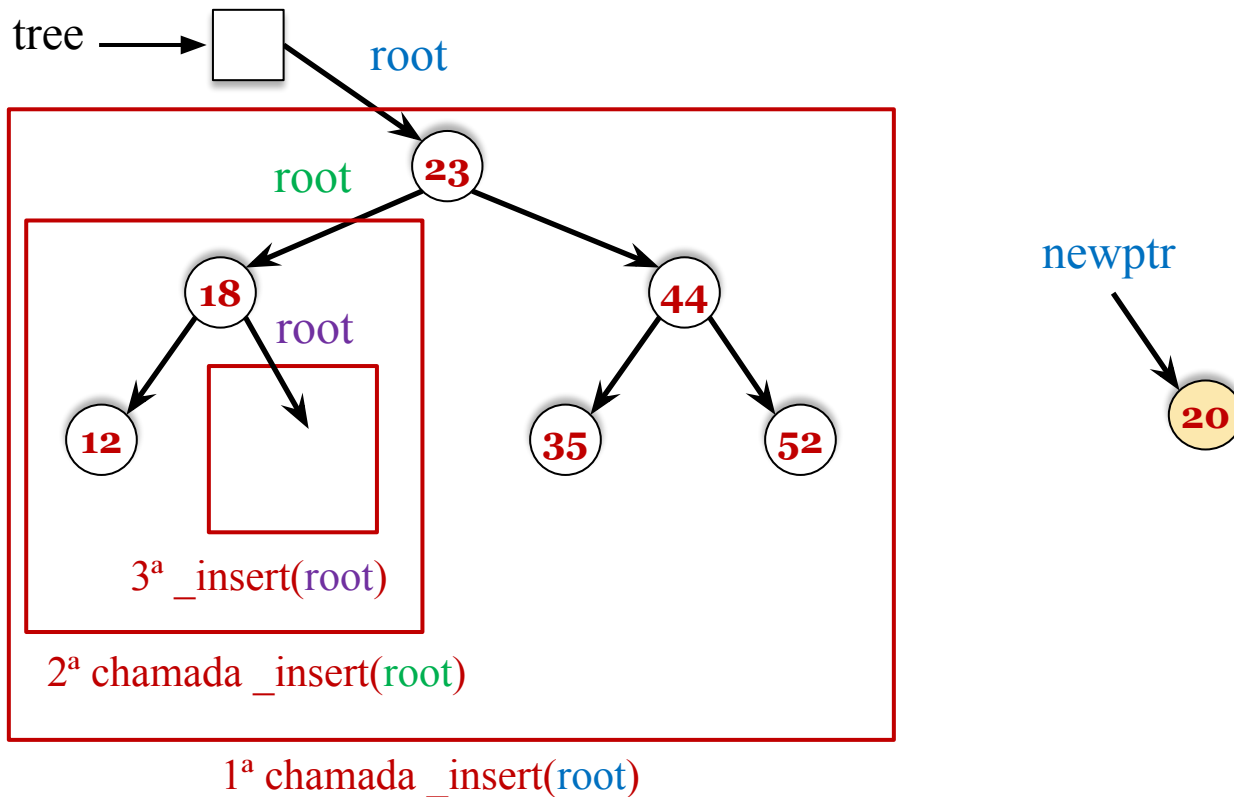 tree
root
23
root
18
44
newptr
root
12
35
52
20
3ª _insert(root)
2ª chamada _insert(root)
1ª chamada _insert(root)